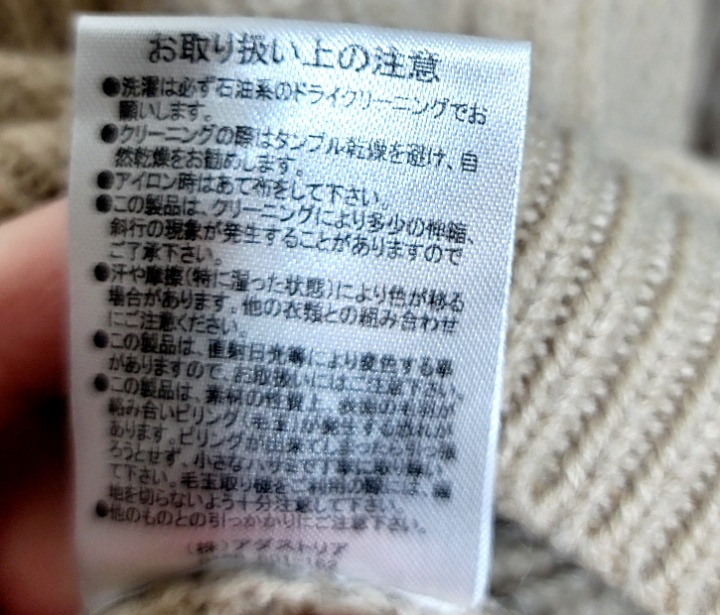 お取り扱い上の注意
●洗濯は必ず石油系のドライクリーニングでお
願いします。
●クリーニングの際はタンブル乾燥を避け、自
然乾燥をお勧めします。
●アイロン時はあて布をして下さい。
●この製品は、クリーニングにより多少の伸縮、
斜行の現象が発生することがありますので
ご了承下さい。
●汗や摩擦(特に湿った状態)により色が移る
場合があります。他の衣類との組み合わせ
にご注意ください。
●この製品は、直射日光等により変色する事
がありますので、お取扱いにはご注意下さい。
●この製品は、素材の性質上、表面の毛羽が
絡み合いピリング(毛玉)が発生する恐れが
あります。ピリングが出来てしまったら引っ張
ろうとせず、小さなハサミで丁寧に取り除い
て下さい。毛玉取り機をご利用の際には、編
地を切らないよう十分注意して下さい。
●他のものとの引っかかりにご注意下さい。
(株)アダストリア